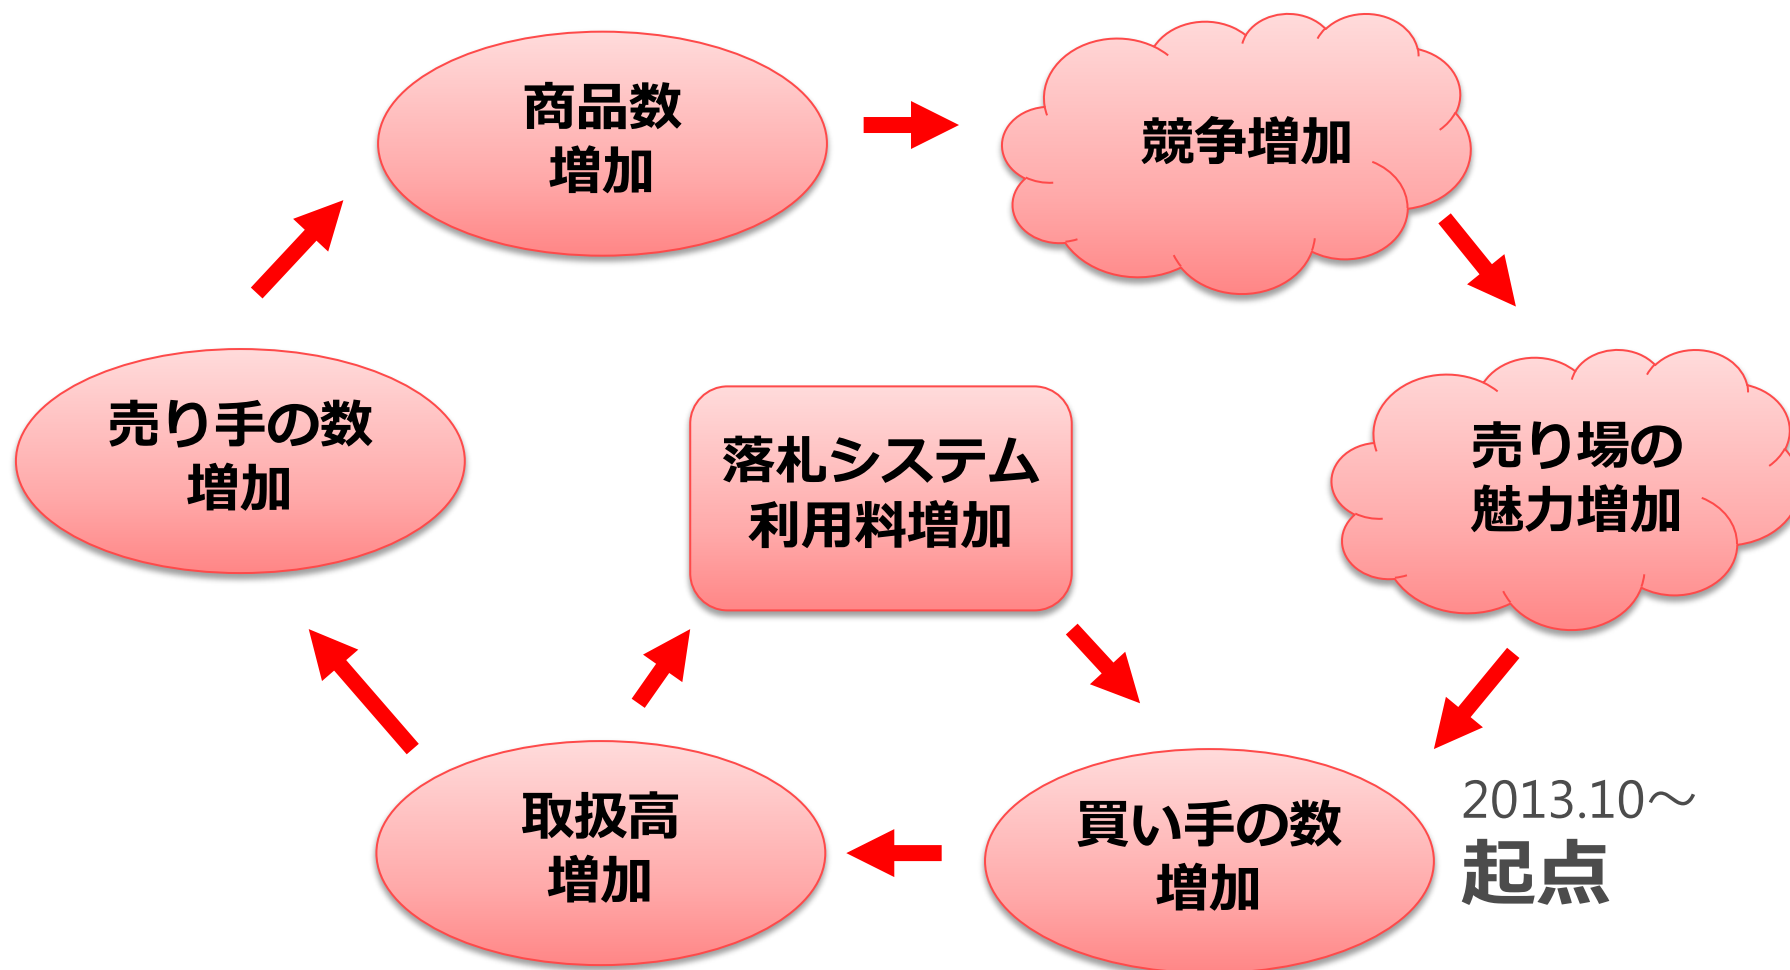 商品数
増加
競争増加
売り手の数
増加
落札システム
利用料増加
売り場の
魅力増加
取扱高
増加
買い手の数
増加
2013.10～
起点